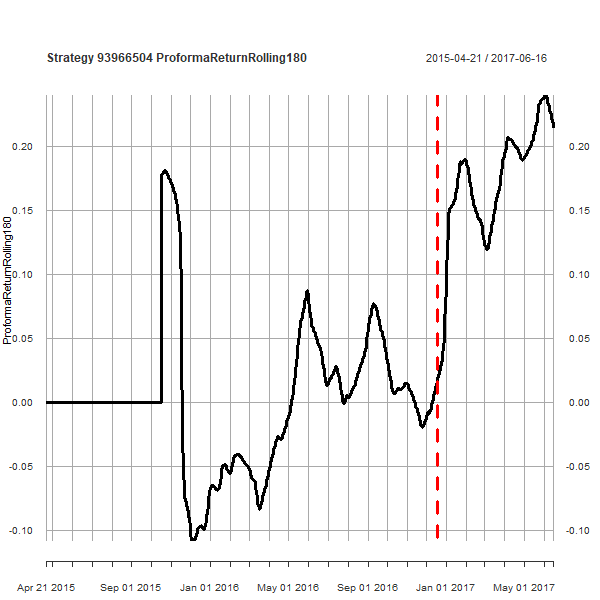 Strategy 93966504 ProformaReturnRolling180
2015-04-21 / 2017-06-16
ProformaReturnRolling180
0.20
0.15
0.10
0.05
0.00
-0.05
-0.10
0.20
0.15
0.10
0.05
0.00
-0.05
-0.10
Apr 21 2015
Sep 01 2015
Jan 01 2016
May 01 2016
Sep 01 2016
Jan 01 2017
May 01 2017